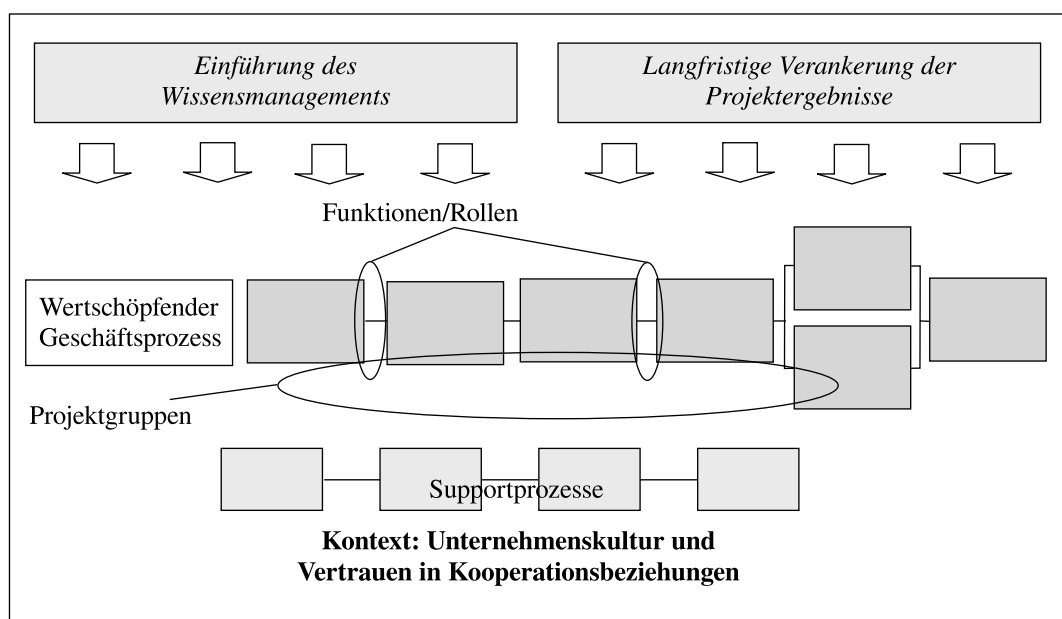 Einführung des
Wissensmanagements
Langfristige Verankerung der
Projektergebnisse
Funktionen/Rollen
Wertschöpfender
Geschäftsprozess
Projektgruppen
Supportprozesse
Kontext: Unternehmenskultur und
Vertrauen in Kooperationsbeziehungen